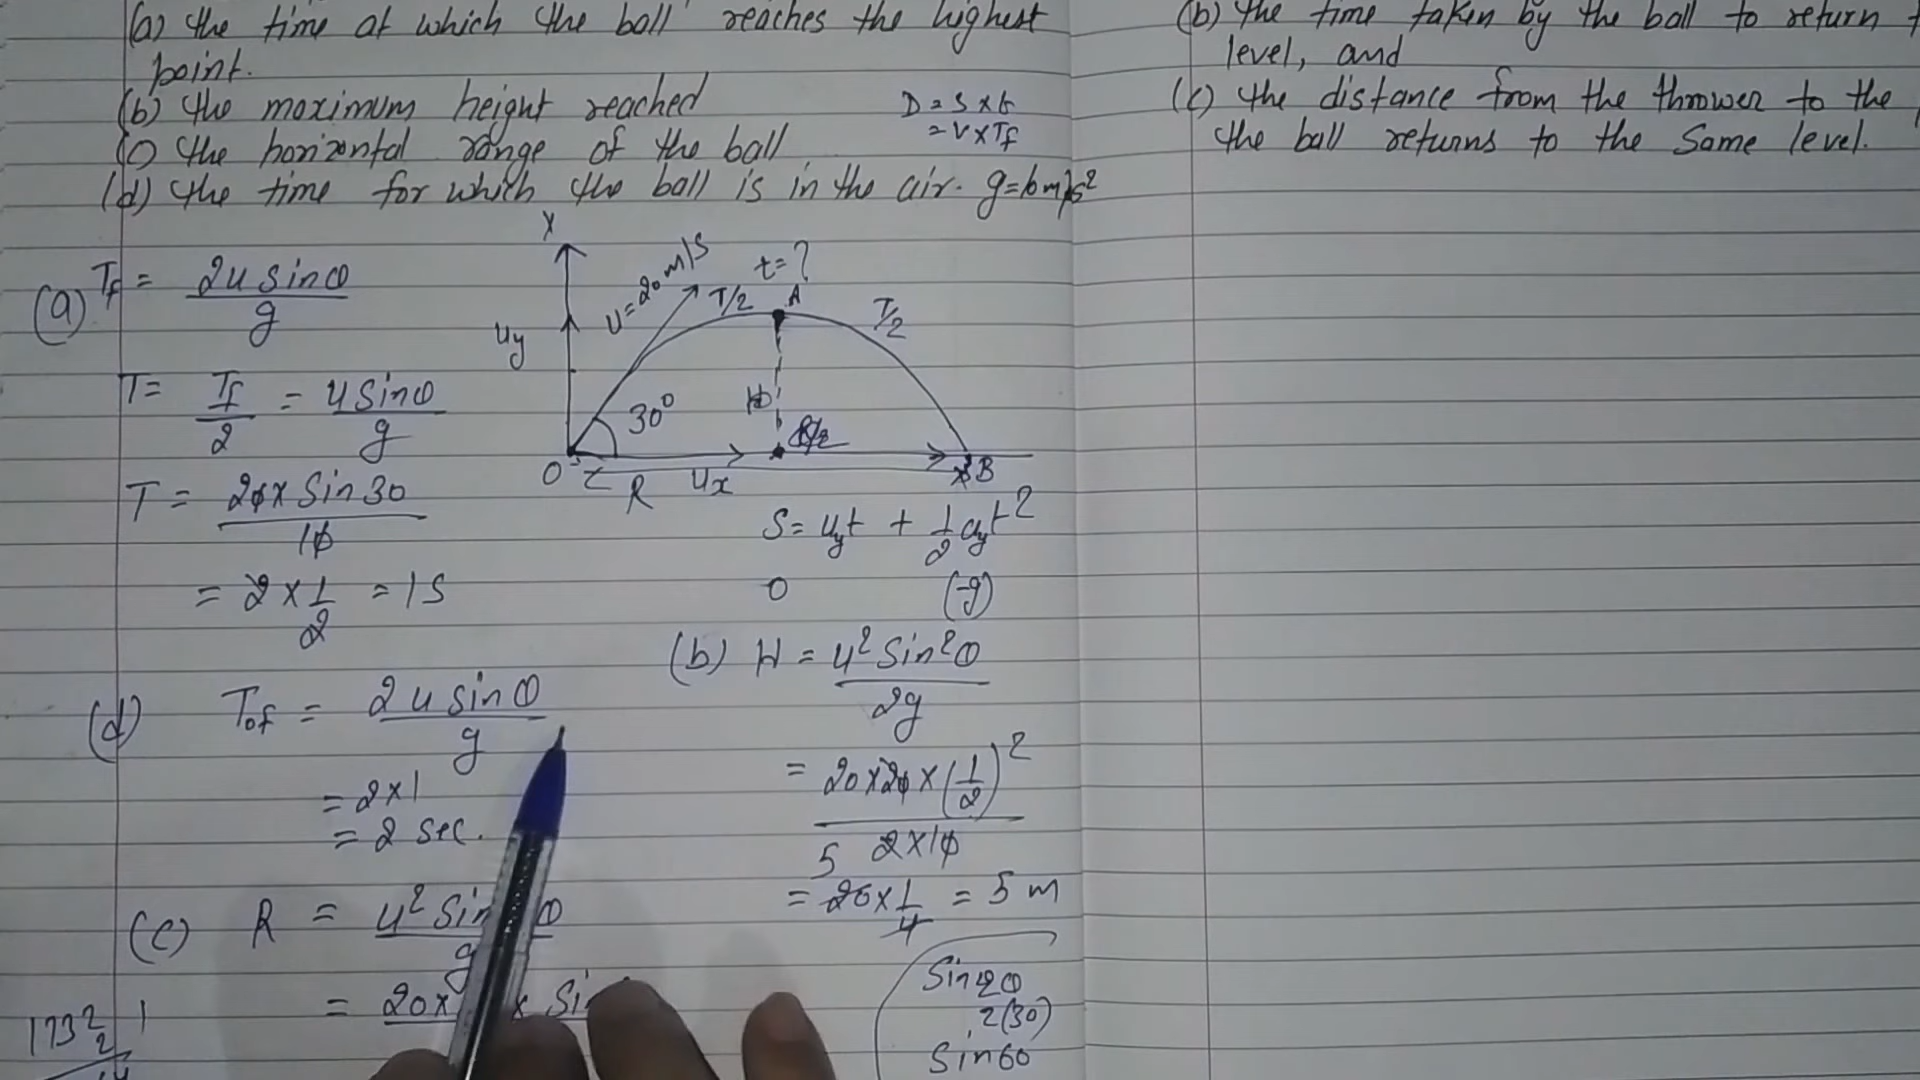 (a) the time at which the ball reaches the highest
point.
(b) the maximum height reached
(c) the horizontal range of the ball
(d) the time for which the ball is in the air. g=10m/s²
D = S × t
= V × Tf
(a) Tf = 2u sinθ / g
T = Tf/2 = u sinθ / g
T = 20 x Sin30 / 10
= 2 × 1/2 = 1S
X
uy
U = 20 m/S
t = ?
T/2
A
T/2
30°
H
R/2
O
R
ux
B
S = uyt + 1/2 ayt²
0 (-g)
(b) H = u² Sin²θ / 2g
= 20×20×(1/2)² / 2×10
5
= 20×1/4 = 5 m
(d) Tof = 2u sinθ / g
= 2×1
= 2 sec.
(c) R = u² Sin θ / g
= 20x x Si
Sin2θ
2(30)
Sin60
(b) the time taken by the ball to return
level, and
(c) the distance from the thrower to the
the ball returns to the Same level.